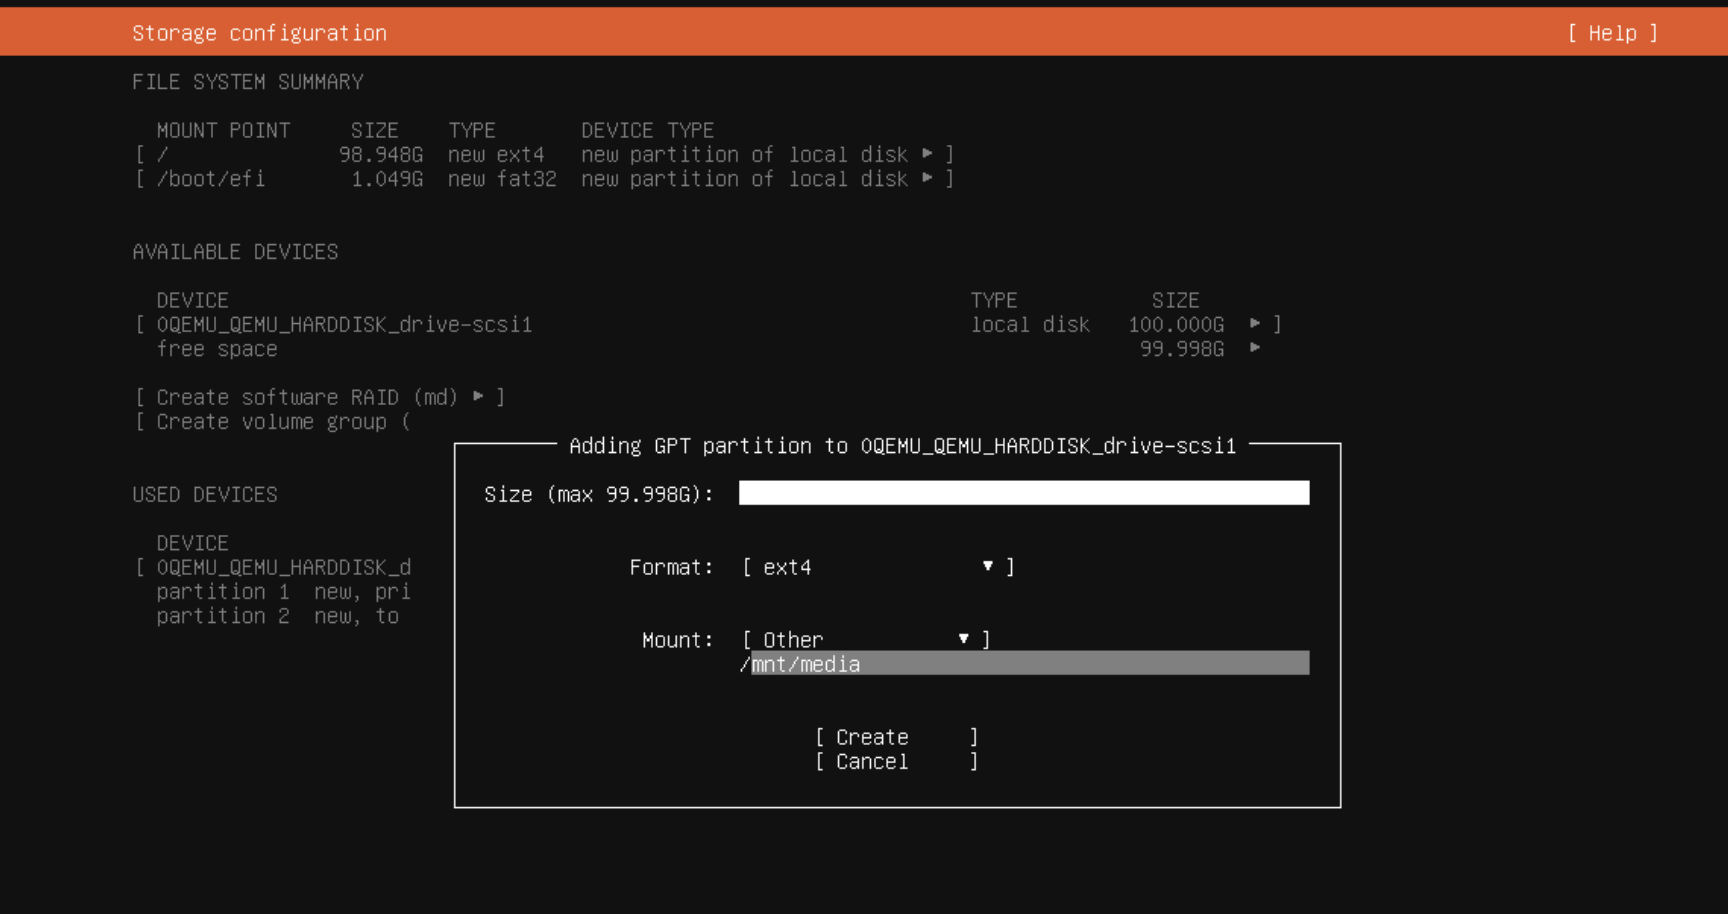 Storage configuration [ Help ]
FILE SYSTEM SUMMARY
MOUNT POINT SIZE TYPE DEVICE TYPE
[ / 98.948G new ext4 new partition of local disk ▸ ]
[ /boot/efi 1.049G new fat32 new partition of local disk ▸ ]
AVAILABLE DEVICES
DEVICE TYPE SIZE
[ 0QEMU_QEMU_HARDDISK_drive-scsi1 local disk 100.000G ▸ ]
free space 99.998G ▸
[ Create software RAID (md) ▸ ]
[ Create volume group (
Adding GPT partition to 0QEMU_QEMU_HARDDISK_drive-scsi1
USED DEVICES
Size (max 99.998G):
DEVICE
[ 0QEMU_QEMU_HARDDISK_d
Format: [ ext4 ▾ ]
partition 1 new, pri
partition 2 new, to
Mount: [ Other ▾ ]
/mnt/media
[ Create ]
[ Cancel ]